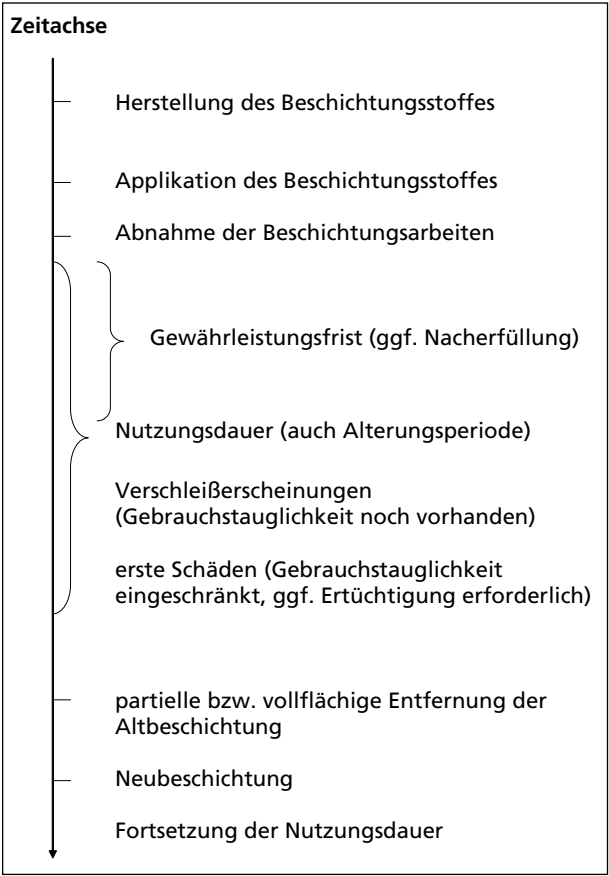 Zeitachse
Herstellung des Beschichtungsstoffes
Applikation des Beschichtungsstoffes
Abnahme der Beschichtungsarbeiten
Gewährleistungsfrist (ggf. Nacherfüllung)
Nutzungsdauer (auch Alterungsperiode)
Verschleißerscheinungen
(Gebrauchstauglichkeit noch vorhanden)
erste Schäden (Gebrauchstauglichkeit
eingeschränkt, ggf. Ertüchtigung erforderlich)
partielle bzw. vollflächige Entfernung der
Altbeschichtung
Neubeschichtung
Fortsetzung der Nutzungsdauer